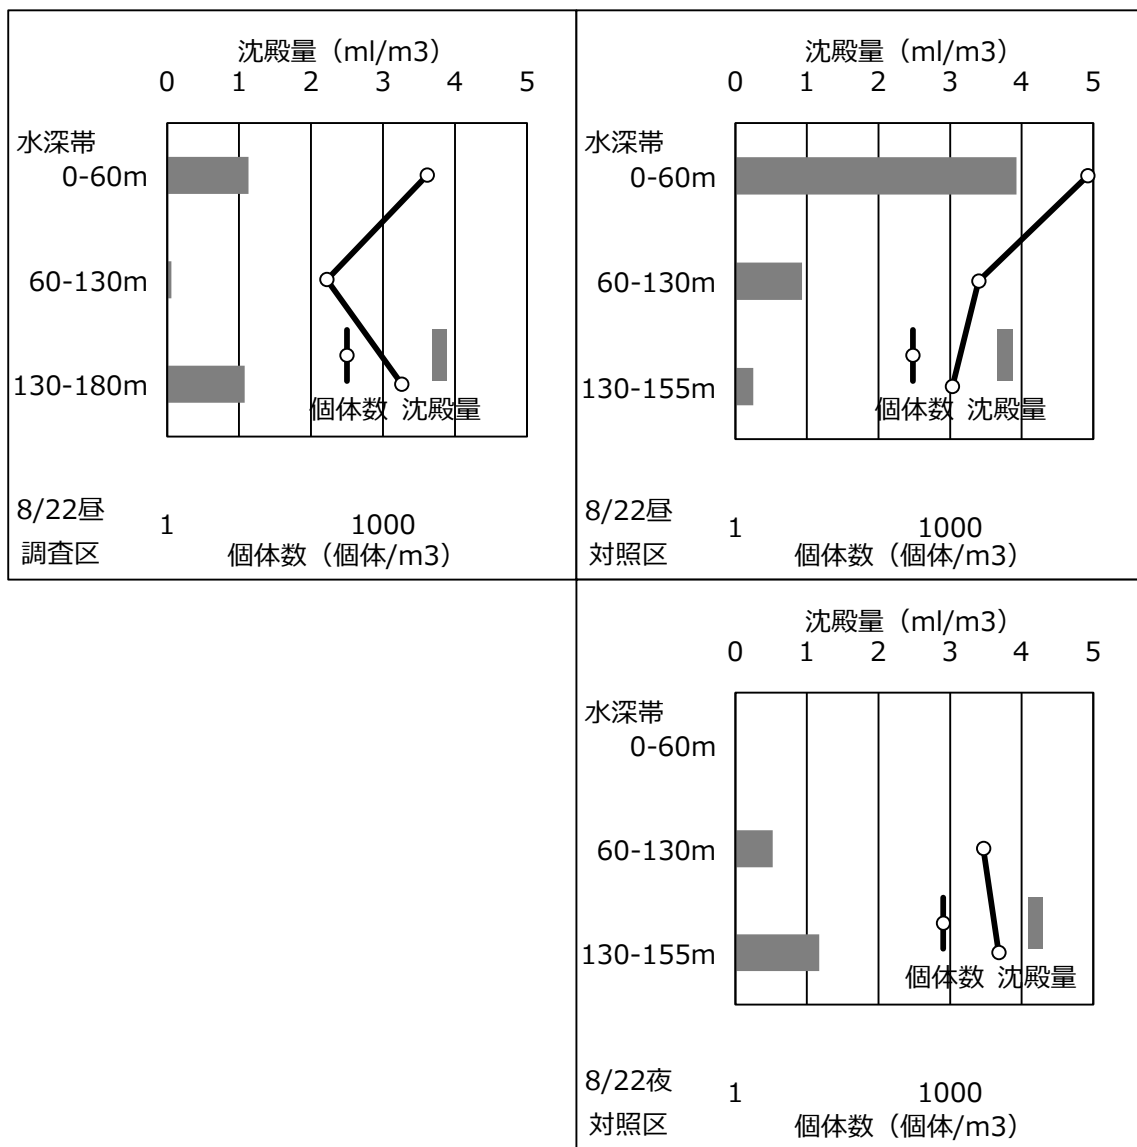 沈殿量（ml/m3）
0 1 2 3 4 5
水深帯
0-60m
60-130m
130-180m
個体数 沈殿量
8/22昼
調査区
1 1000
個体数（個体/m3）
沈殿量（ml/m3）
0 1 2 3 4 5
水深帯
0-60m
60-130m
130-155m
個体数 沈殿量
8/22昼
対照区
1 1000
個体数（個体/m3）
沈殿量（ml/m3）
0 1 2 3 4 5
水深帯
0-60m
60-130m
130-155m
個体数 沈殿量
8/22夜
対照区
1 1000
個体数（個体/m3）